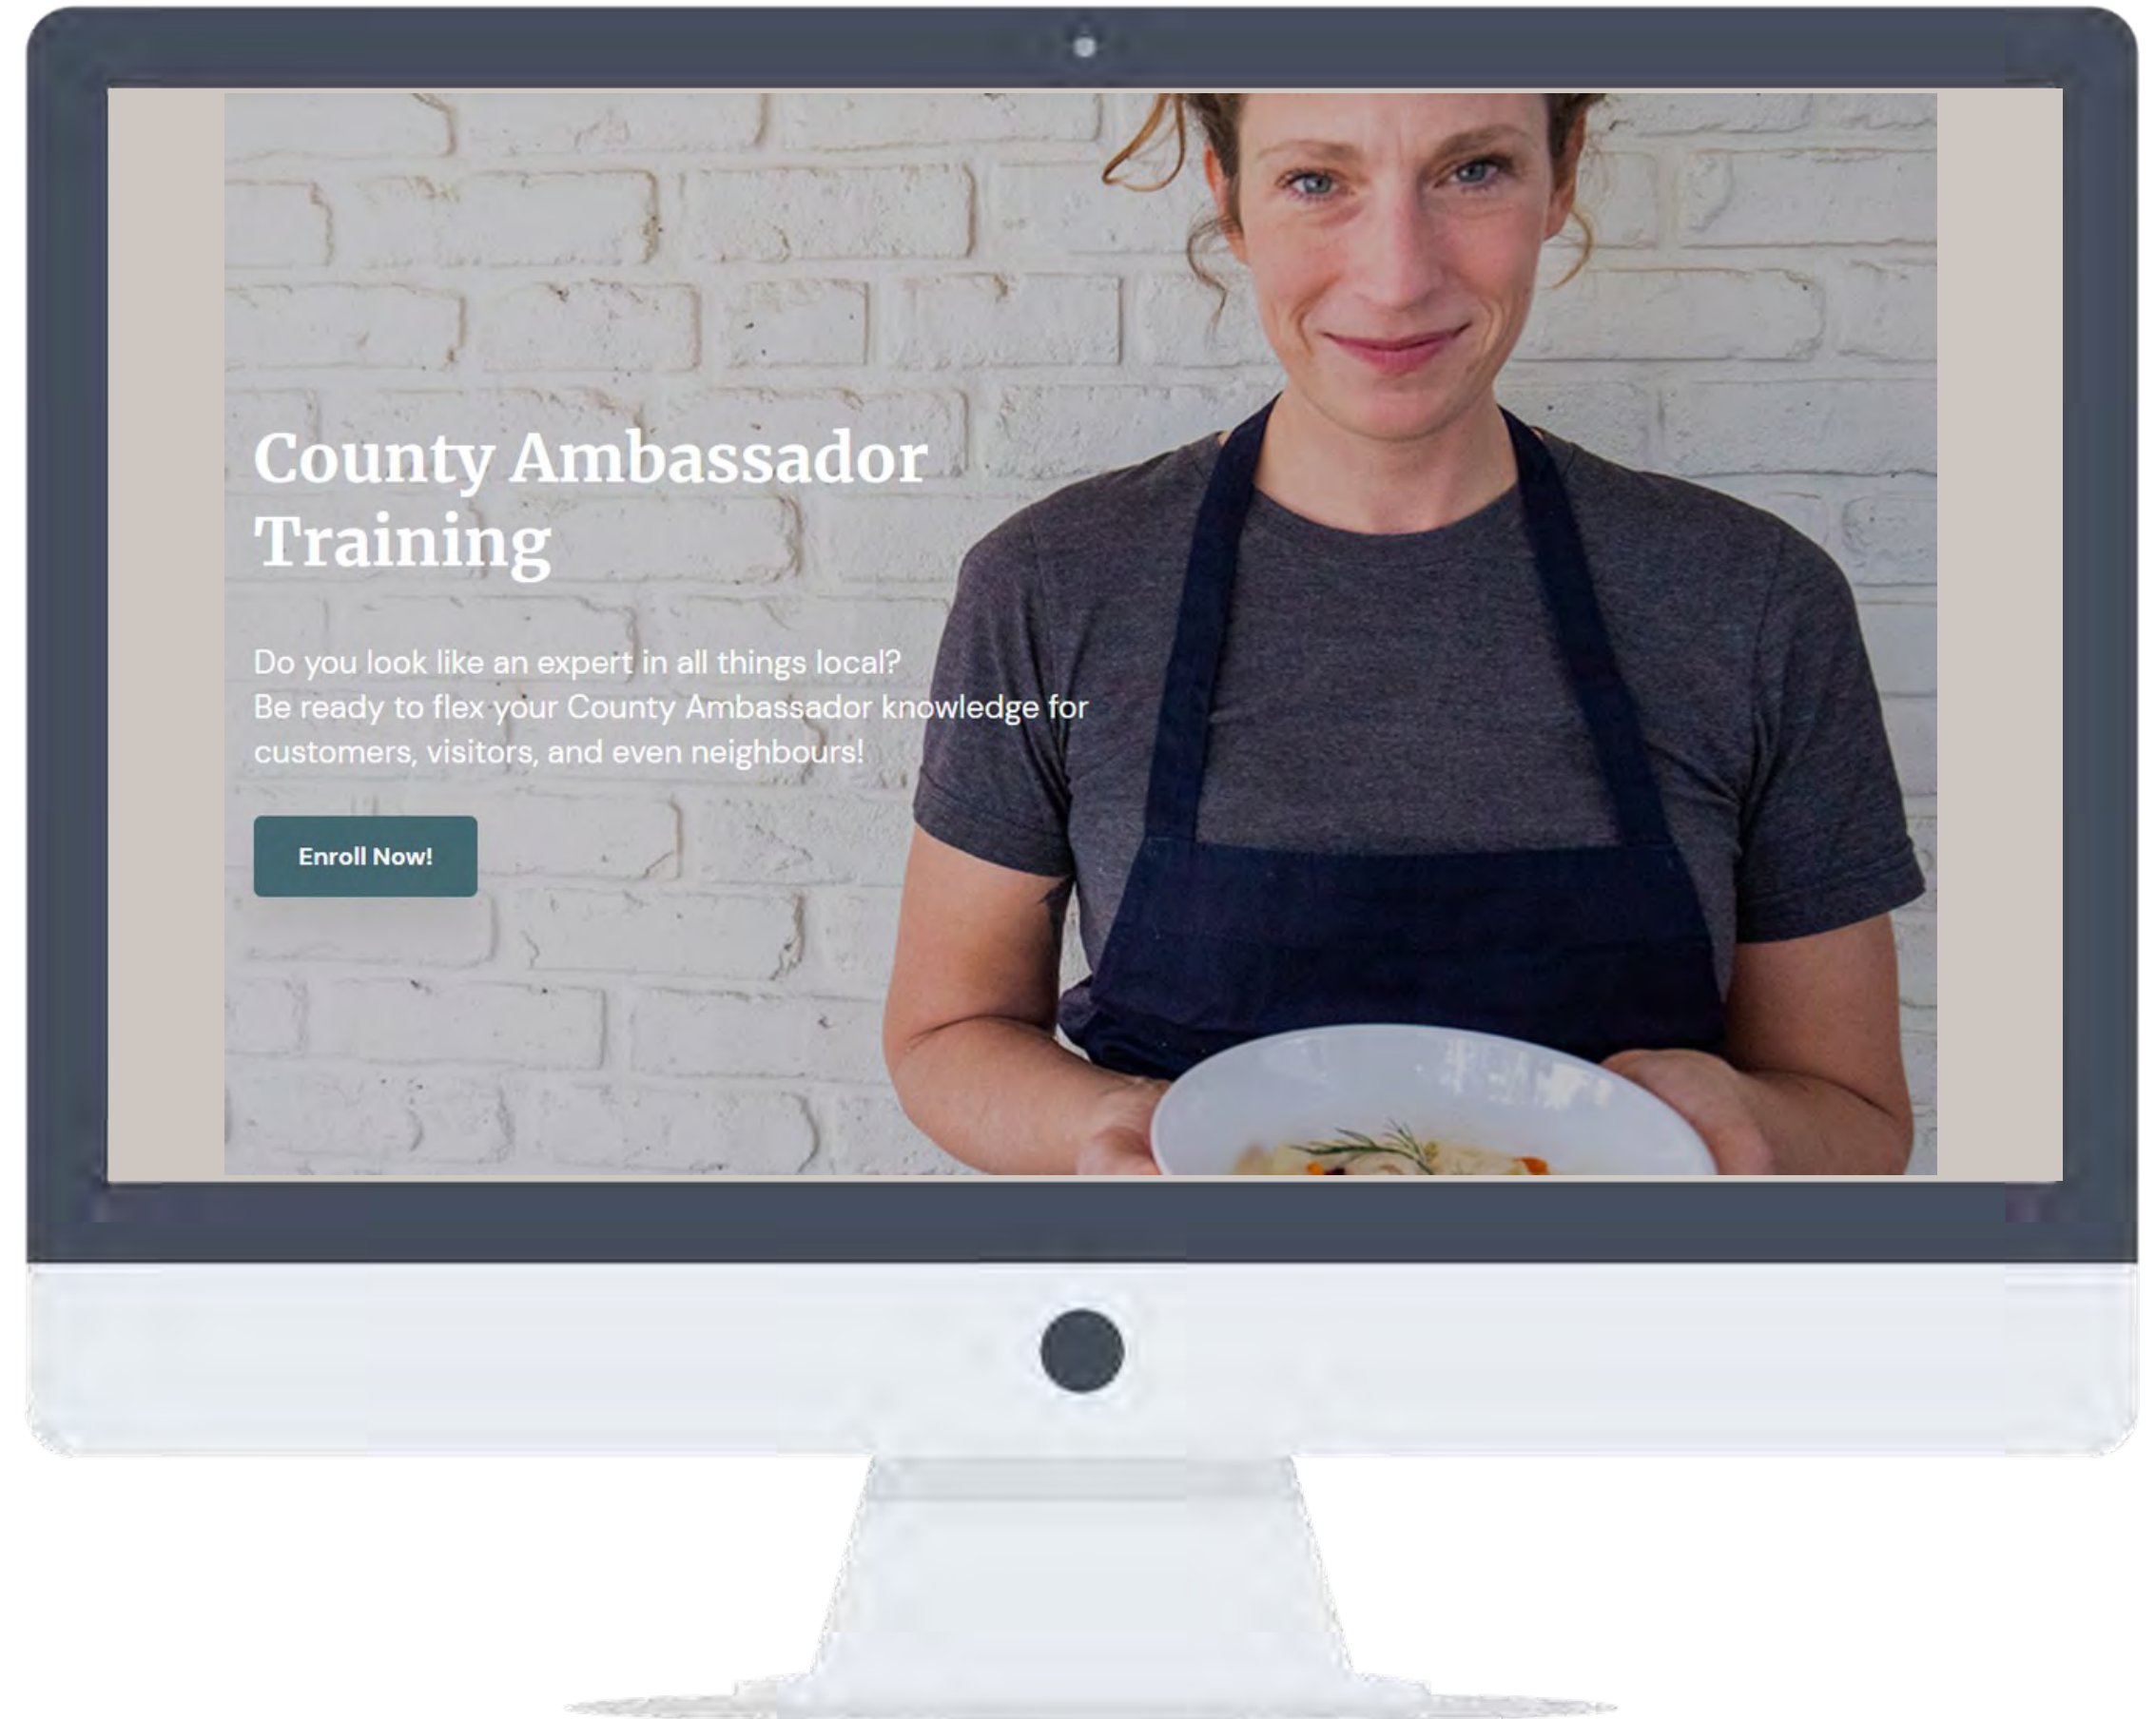 County Ambassador
Training
Do you look like an expert in all things local?
Be ready to flex your County Ambassador knowledge for
customers, visitors, and even neighbours!
Enroll Now!